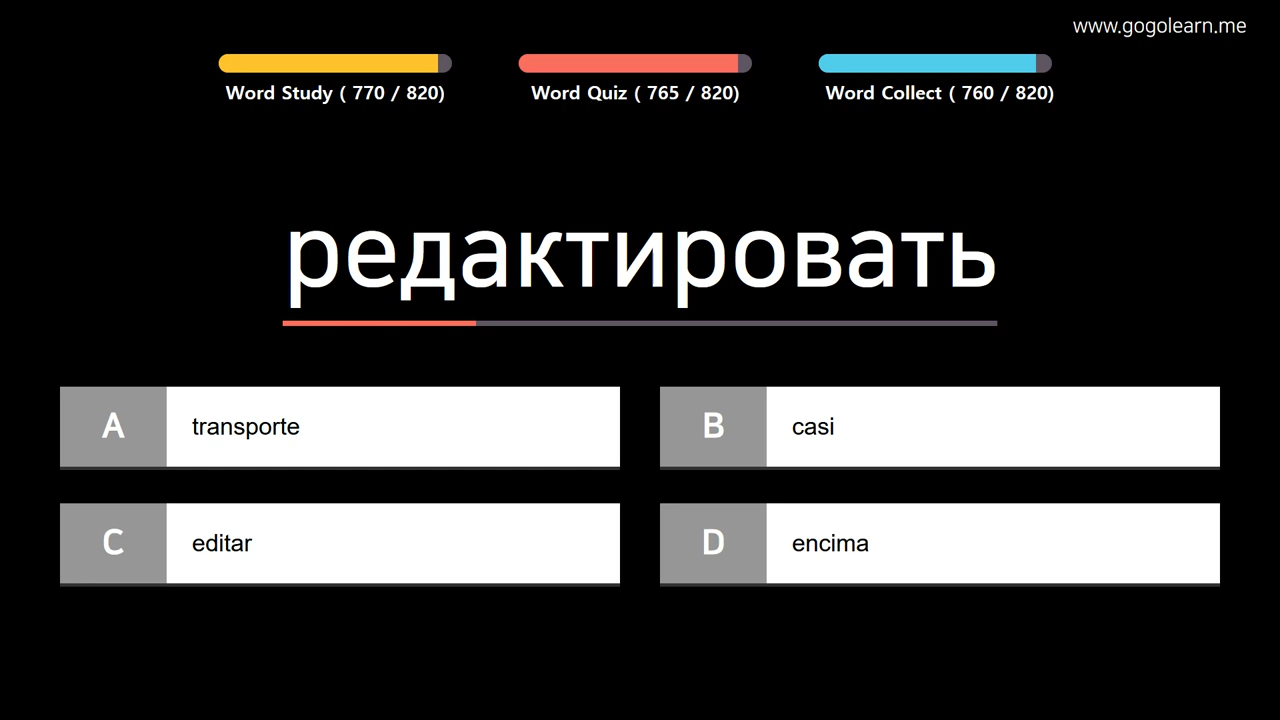 www.gogolearn.me
Word Study ( 770 / 820)
Word Quiz ( 765 / 820)
Word Collect ( 760 / 820)
редактировать
A transporte
B casi
C editar
D encima